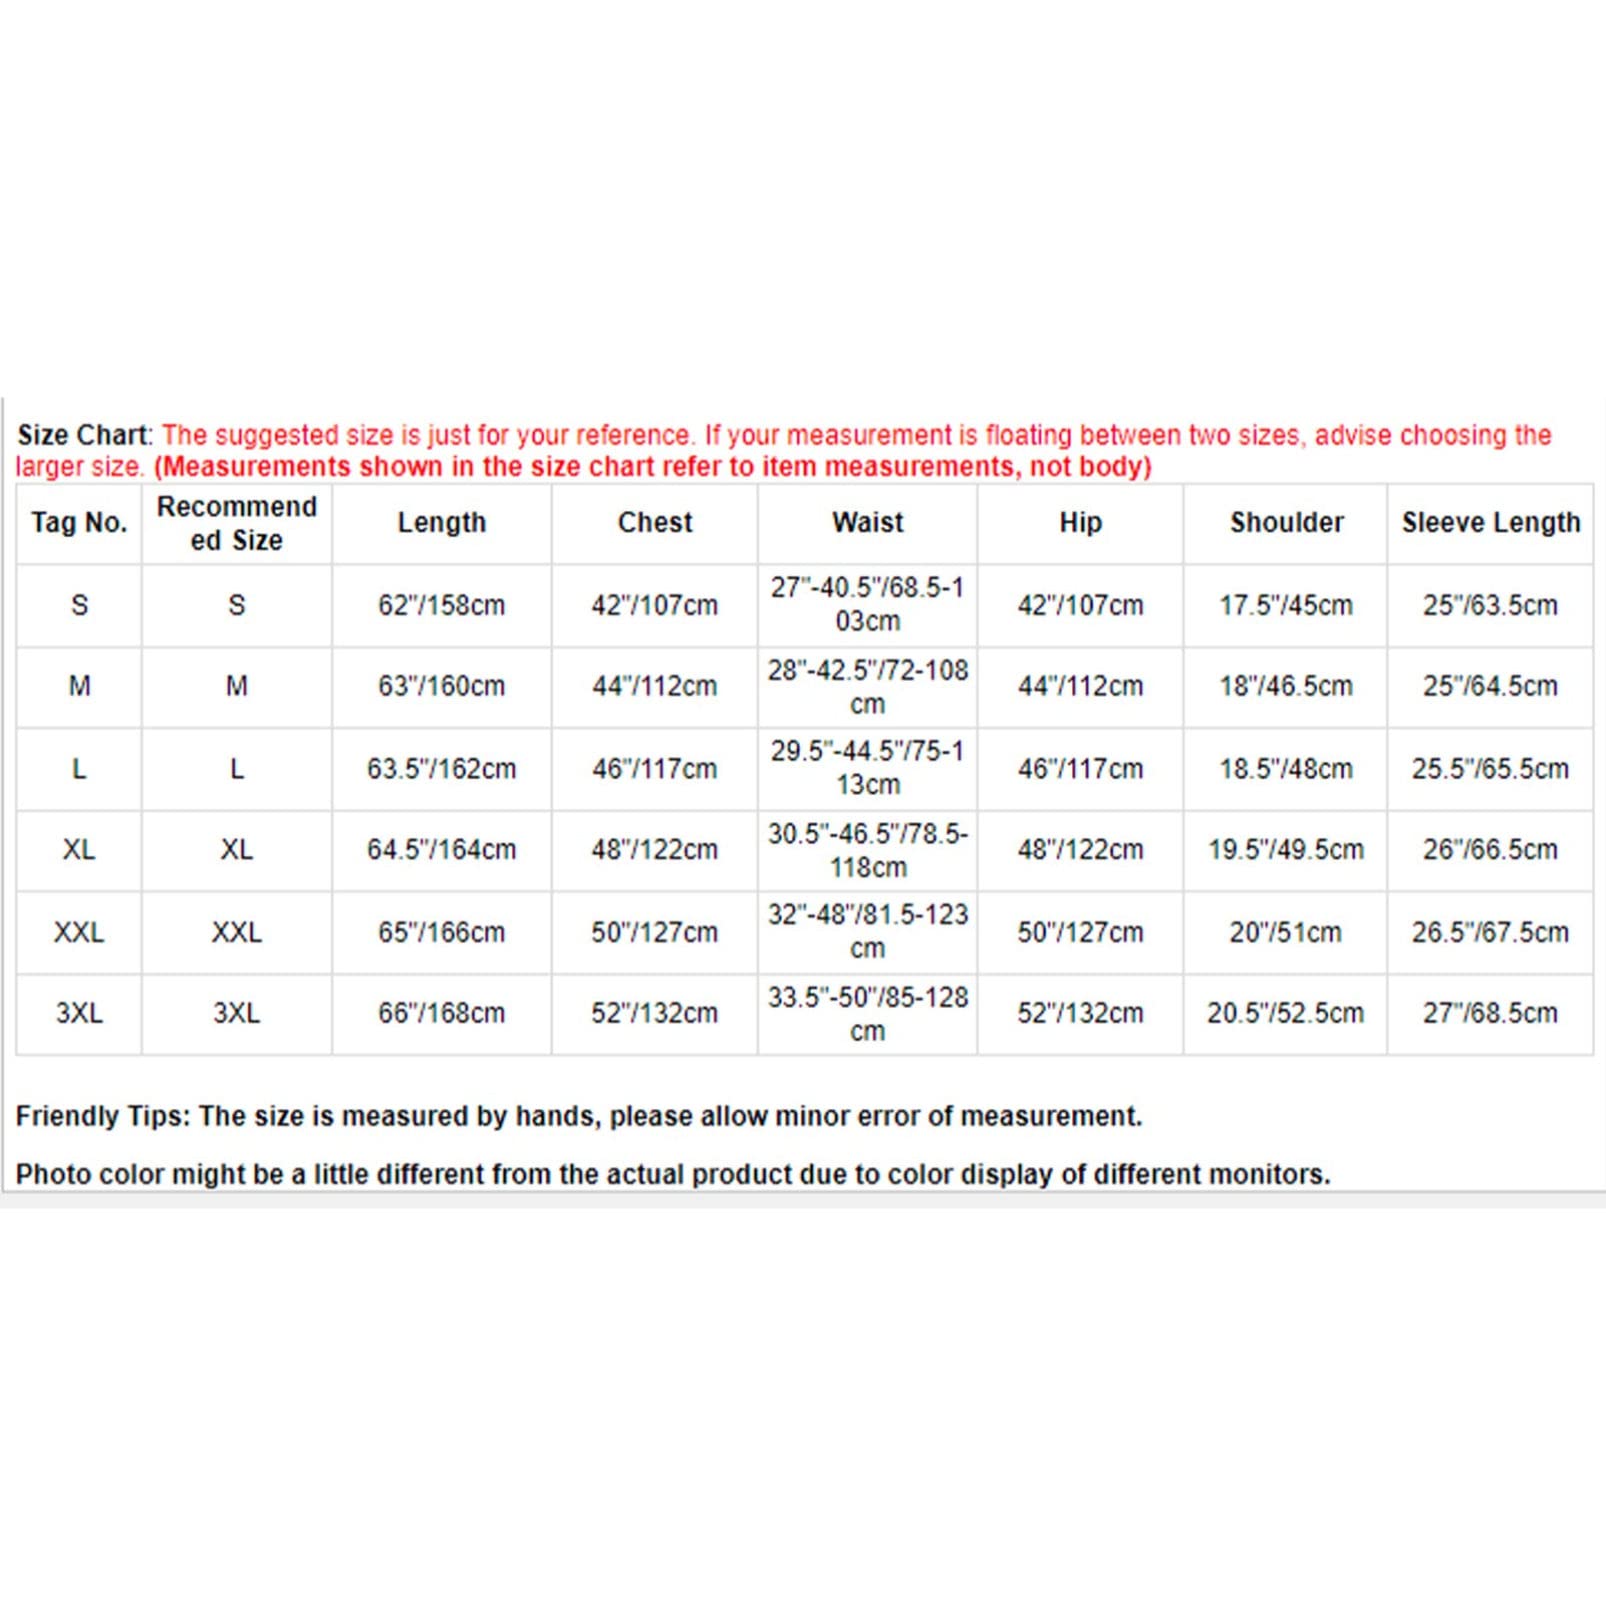 Size Chart: The suggested size is just for your reference. If your measurement is floating between two sizes, advise choosing the
larger size. (Measurements shown in the size chart refer to item measurements, not body)
Tag No. Recommend
ed Size Length Chest Waist Hip Shoulder Sleeve Length
S S 62"/158cm 42"/107cm 27"-40.5"/68.5-1
03cm 42"/107cm 17.5"/45cm 25"/63.5cm
M M 63"/160cm 44"/112cm 28"-42.5"/72-108
cm 44"/112cm 18"/46.5cm 25"/64.5cm
L L 63.5"/162cm 46"/117cm 29.5"-44.5"/75-1
13cm 46"/117cm 18.5"/48cm 25.5"/65.5cm
XL XL 64.5"/164cm 48"/122cm 30.5"-46.5"/78.5-
118cm 48"/122cm 19.5"/49.5cm 26"/66.5cm
XXL XXL 65"/166cm 50"/127cm 32"-48"/81.5-123
cm 50"/127cm 20"/51cm 26.5"/67.5cm
3XL 3XL 66"/168cm 52"/132cm 33.5"-50"/85-128
cm 52"/132cm 20.5"/52.5cm 27"/68.5cm
Friendly Tips: The size is measured by hands, please allow minor error of measurement.
Photo color might be a little different from the actual product due to color display of different monitors.